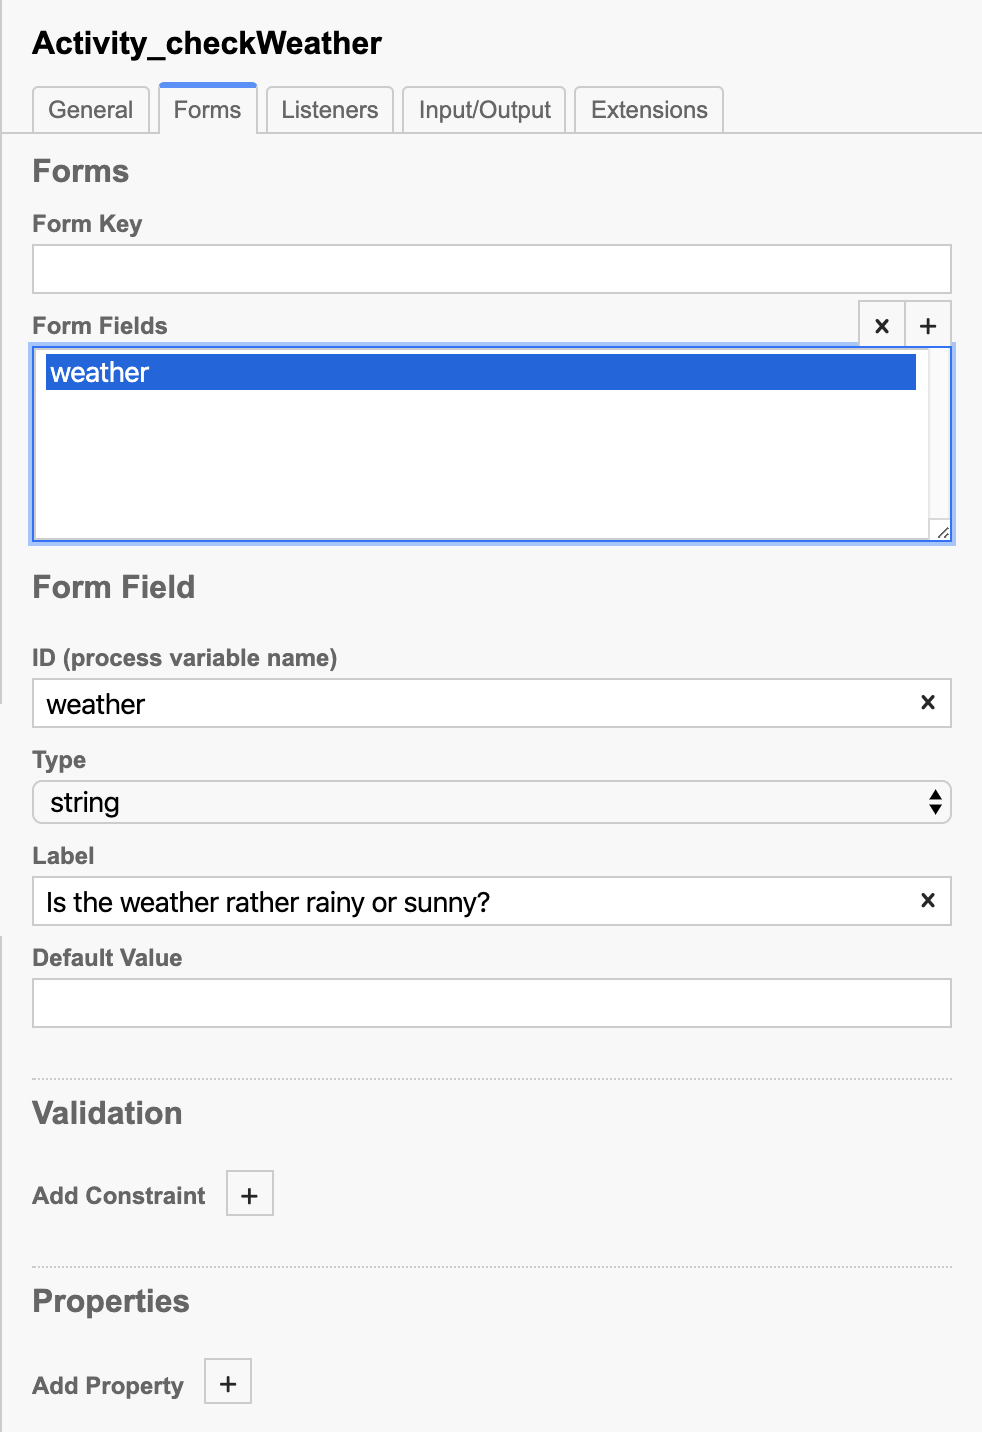 Activity_checkWeather
General Forms Listeners Input/Output Extensions
Forms
Form Key
Form Fields x +
weather
Form Field
ID (process variable name)
weather x
Type
string
Label
Is the weather rather rainy or sunny? x
Default Value
Validation
Add Constraint +
Properties
Add Property +